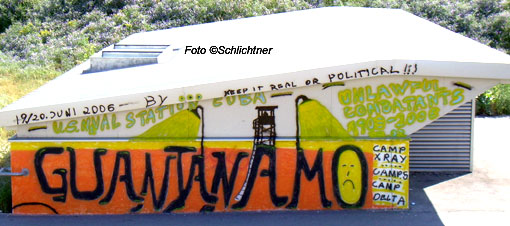 Foto ©Schlichtner
19/20. JUNI 2006 — BY — KEEP IT REAL OR POLITICAL!!!
U.S. NAVAL STATION CUBA
UNLAWFUL
COMBATANTS
GUANTANAMO
CAMP
X RAY
CAMP
DELTA